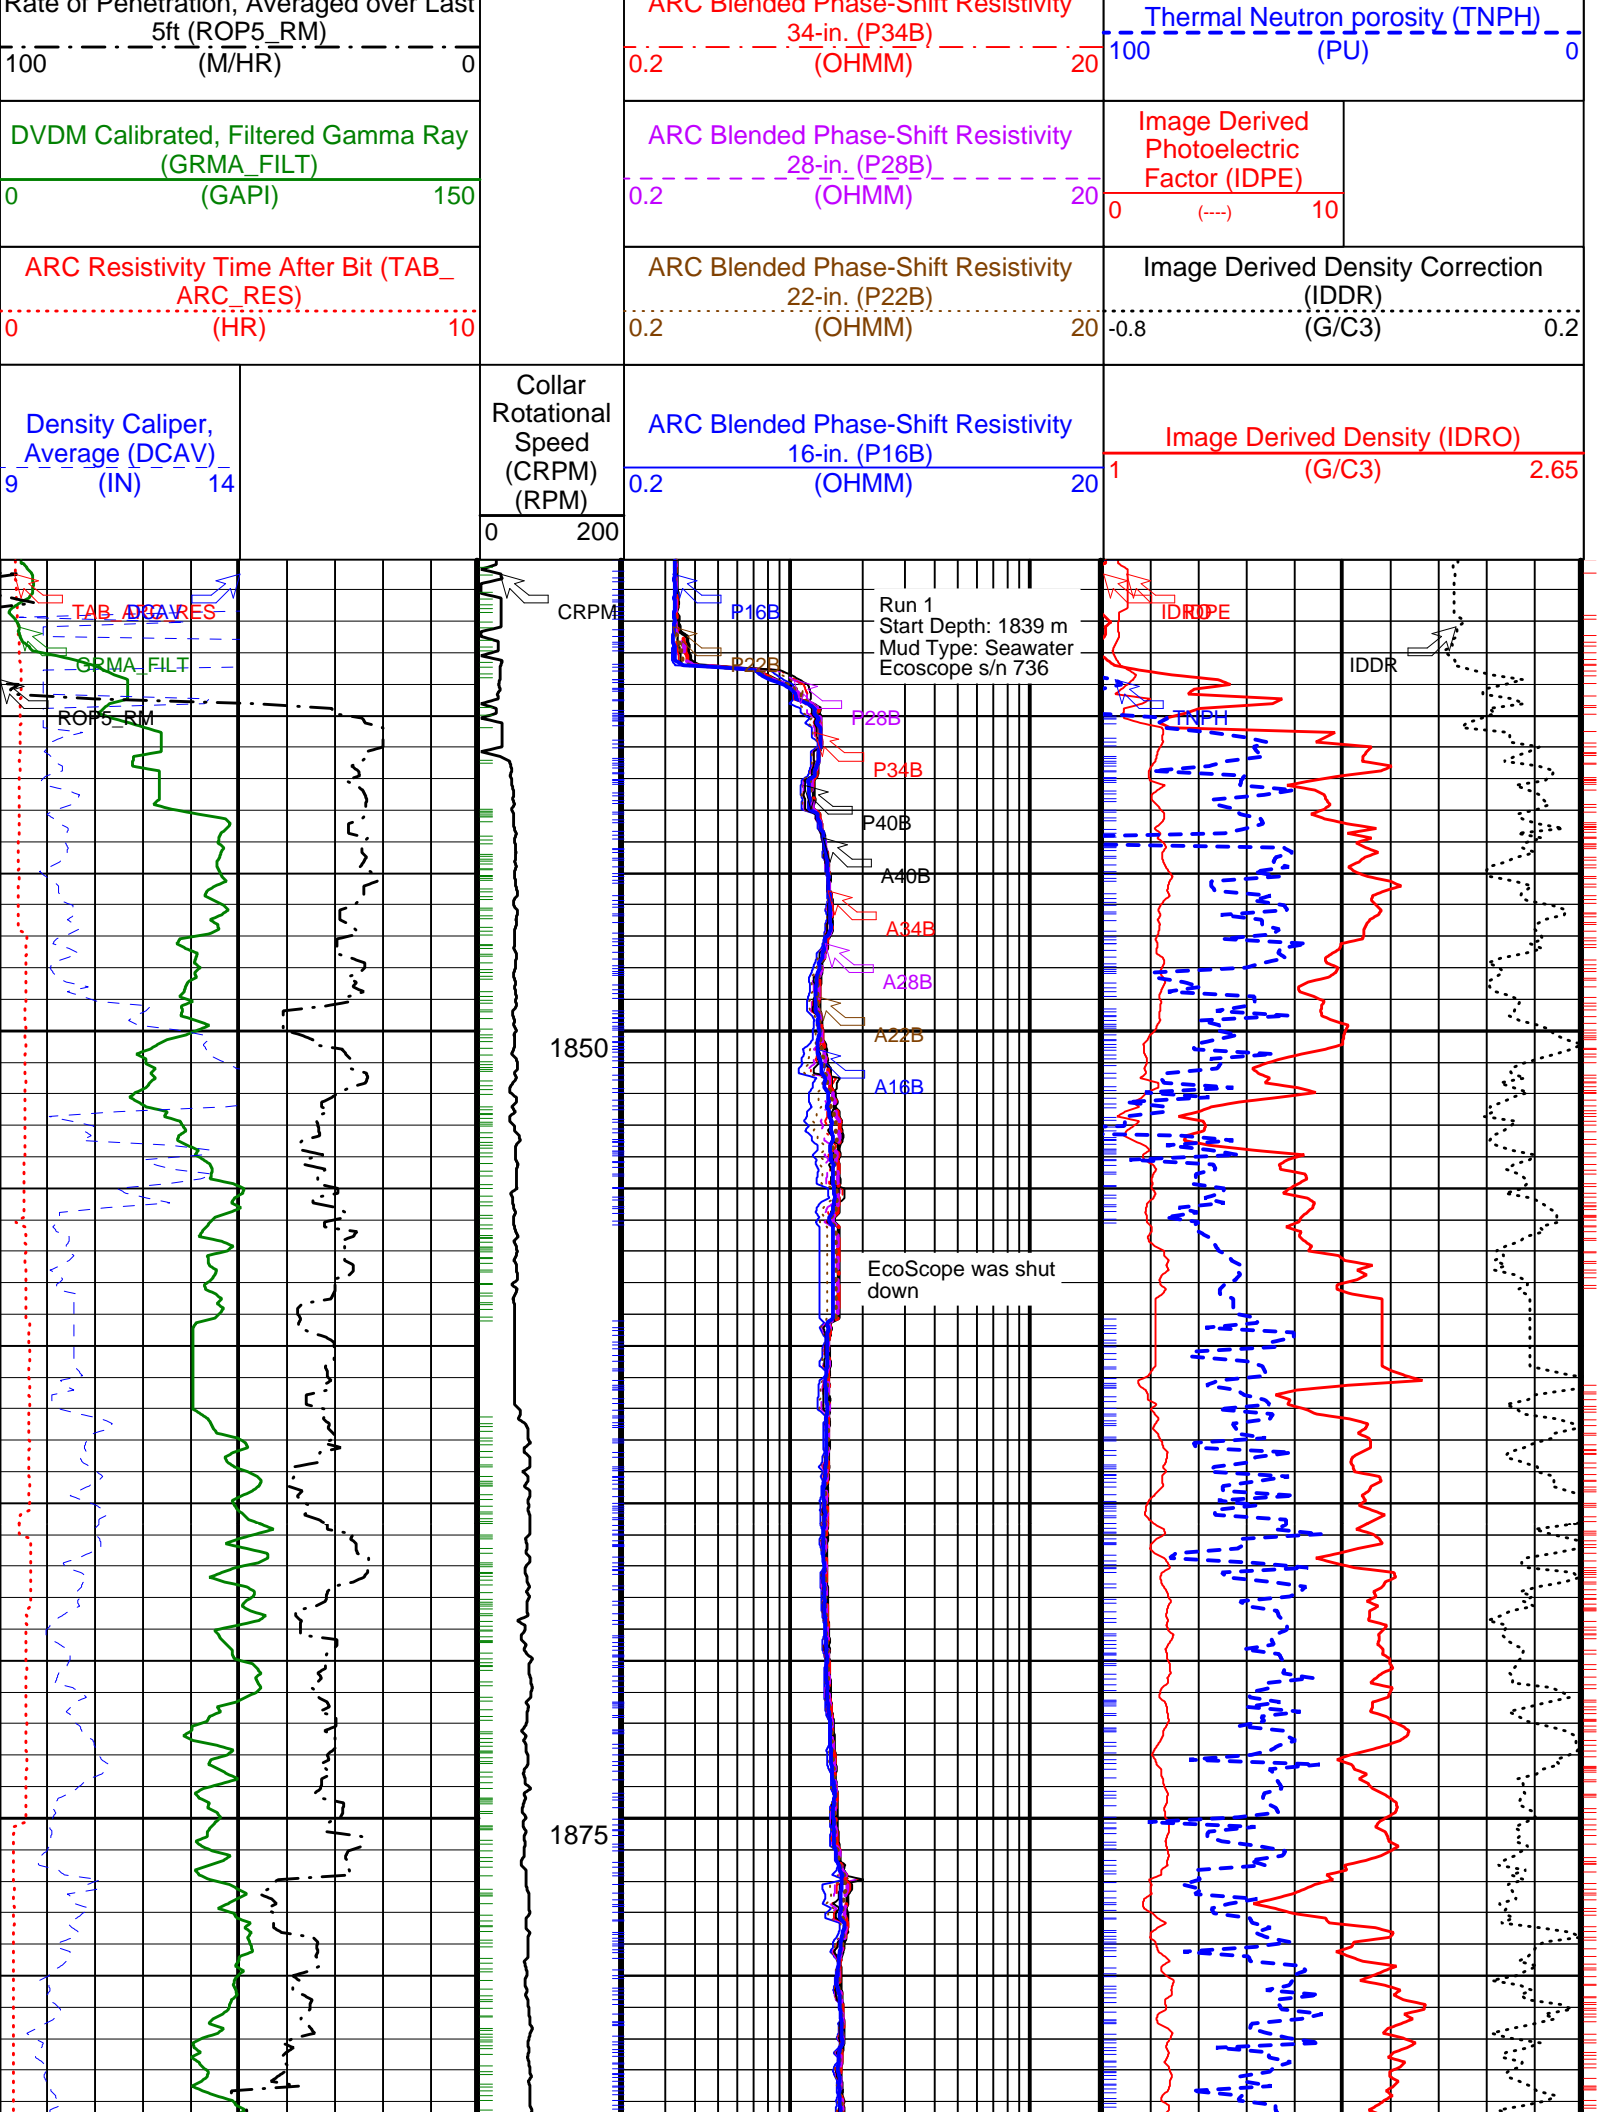 Rate of Penetration, Averaged over Last
5ft (ROP5_RM)
100 (M/HR) 0
DVDM Calibrated, Filtered Gamma Ray
(GRMA_FILT)
0 (GAPI) 150
ARC Resistivity Time After Bit (TAB_
ARC_RES)
0 (HR) 10
Density Caliper,
Average (DCAV)
9 (IN) 14
Collar
Rotational
Speed
(CRPM)
(RPM)
0 200
ARC Blended Phase-Shift Resistivity
34-in. (P34B)
0.2 (OHMM) 20
ARC Blended Phase-Shift Resistivity
28-in. (P28B)
0.2 (OHMM) 20
ARC Blended Phase-Shift Resistivity
22-in. (P22B)
0.2 (OHMM) 20
ARC Blended Phase-Shift Resistivity
16-in. (P16B)
0.2 (OHMM) 20
Thermal Neutron porosity (TNPH)
100 (PU) 0
Image Derived
Photoelectric
Factor (IDPE)
0 (----) 10
Image Derived Density Correction
(IDDR)
-0.8 (G/C3) 0.2
Image Derived Density (IDRO)
1 (G/C3) 2.65
TAB_ARC_RES
DCAV
GRMA_FILT
ROP5_RM
CRPM
P16B
P22B
P28B
P34B
P40B
A40B
A34B
A28B
A22B
A16B
Run 1
Start Depth: 1839 m
Mud Type: Seawater
Ecoscope s/n 736
IDRO
IDPE
IDDR
TNPH
1850
EcoScope was shut
down
1875